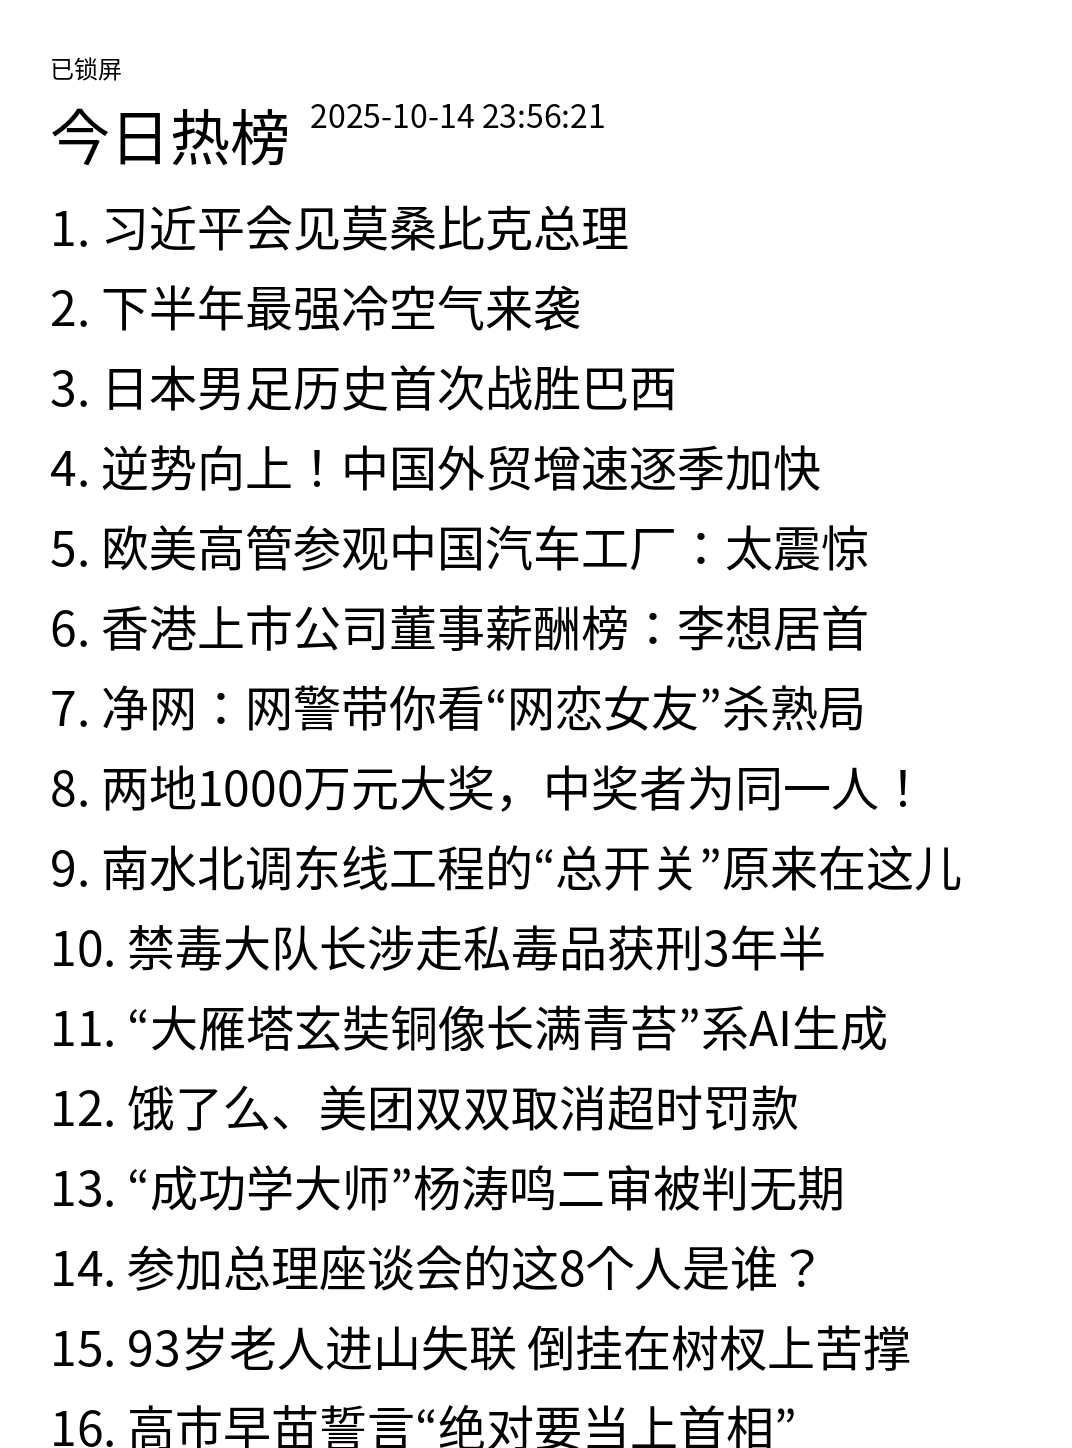 已锁屏
今日热榜 2025-10-14 23:56:21
1. 习近平会见莫桑比克总理
2. 下半年最强冷空气来袭
3. 日本男足历史首次战胜巴西
4. 逆势向上！中国外贸增速逐季加快
5. 欧美高管参观中国汽车工厂：太震惊
6. 香港上市公司董事薪酬榜：李想居首
7. 净网：网警带你看“网恋女友”杀熟局
8. 两地1000万元大奖，中奖者为同一人！
9. 南水北调东线工程的“总开关”原来在这儿
10. 禁毒大队长涉走私毒品获刑3年半
11. “大雁塔玄奘铜像长满青苔”系AI生成
12. 饿了么、美团双双取消超时罚款
13. “成功学大师”杨涛鸣二审被判无期
14. 参加总理座谈会的这8个人是谁？
15. 93岁老人进山失联 倒挂在树杈上苦撑
16. 高市早苗誓言“绝对要当上首相”